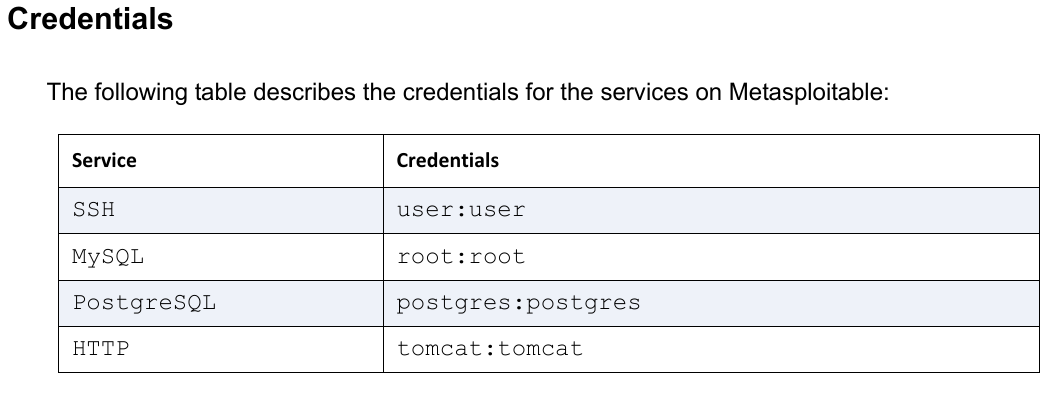 Credentials
The following table describes the credentials for the services on Metasploitable:
Service Credentials
SSH user:user
MySQL root:root
PostgreSQL postgres:postgres
HTTP tomcat:tomcat